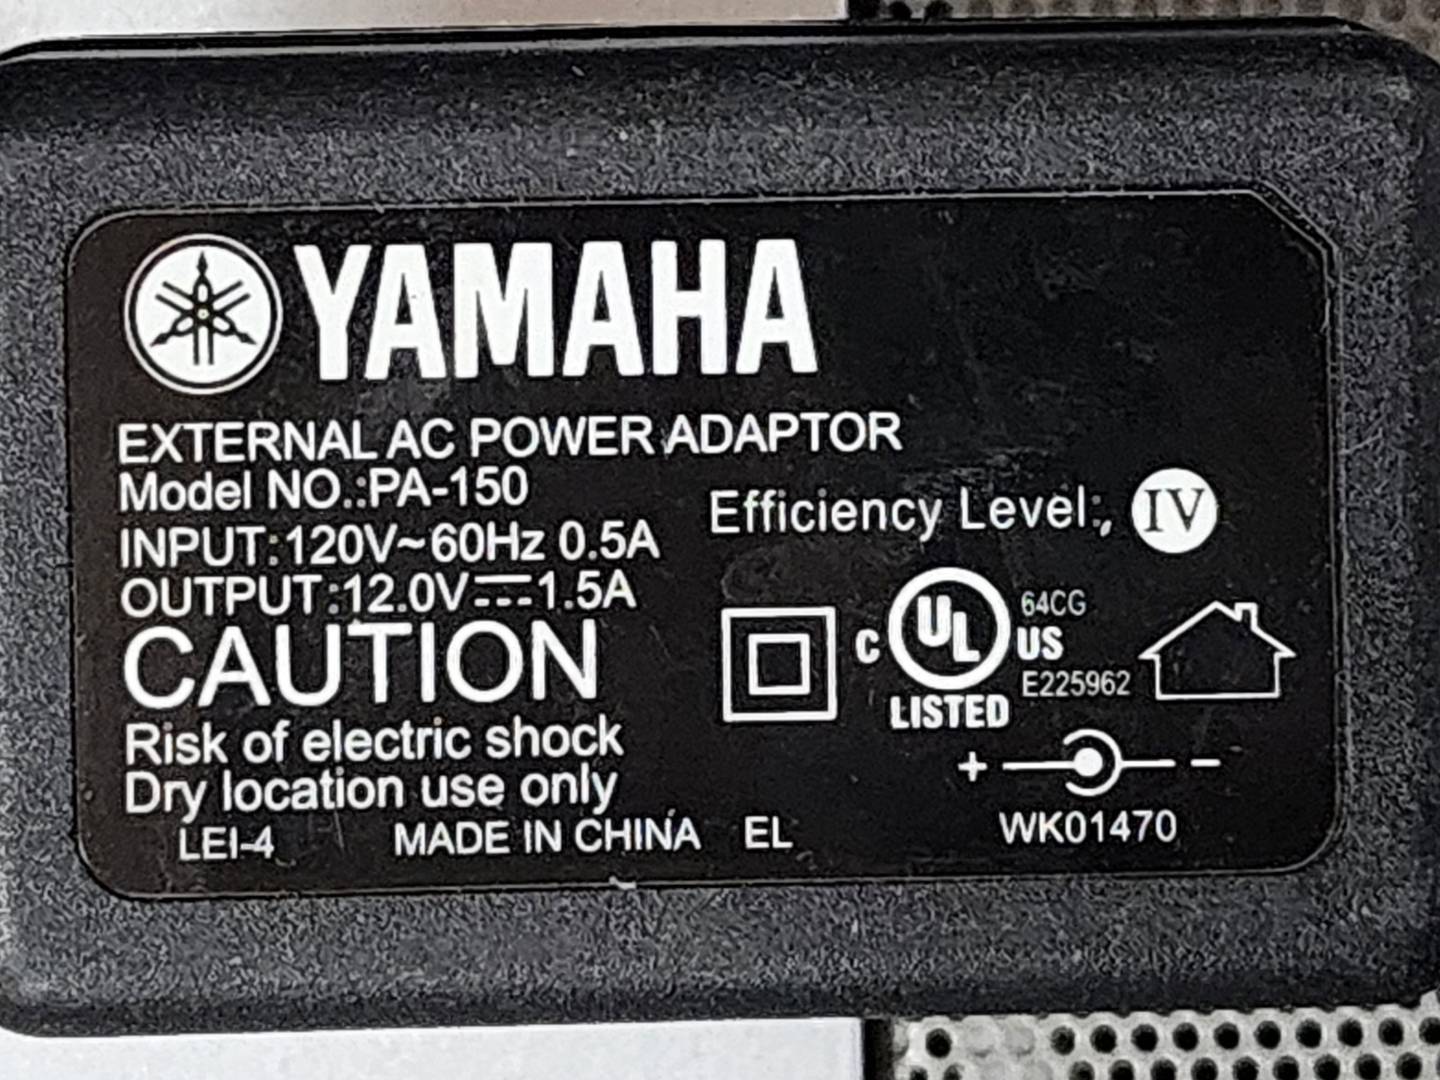 YAMAHA
EXTERNAL AC POWER ADAPTOR
Model NO.:PA-150
INPUT:120V~60Hz 0.5A
Efficiency Level:, IV
OUTPUT:12.0V⎓1.5A
CAUTION
Risk of electric shock
Dry location use only
C UL US
64CG
E225962
LISTED
+ -
LEI-4 MADE IN CHINA EL WK01470